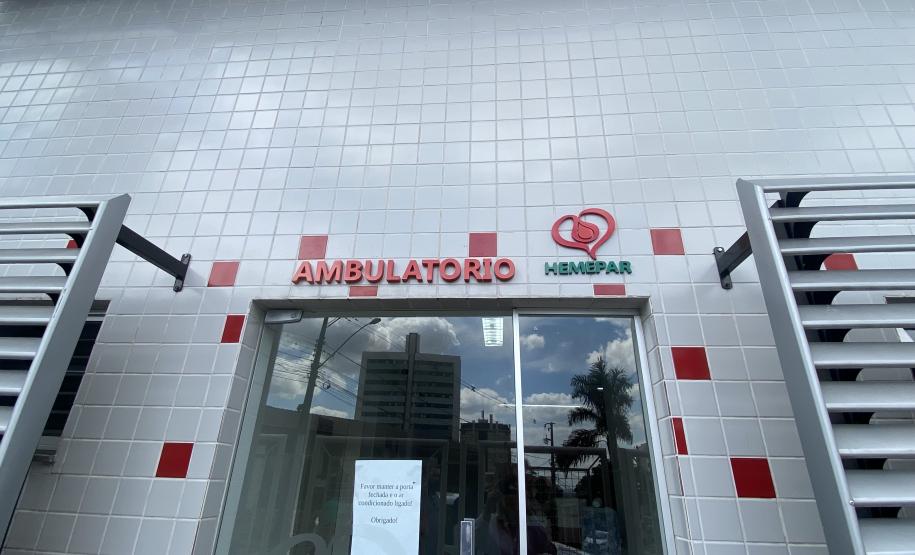 AMBULATORIO
HEMEPAR
Favor manter a porta
fechada e o ar
condicionado ligado!
Obrigado!